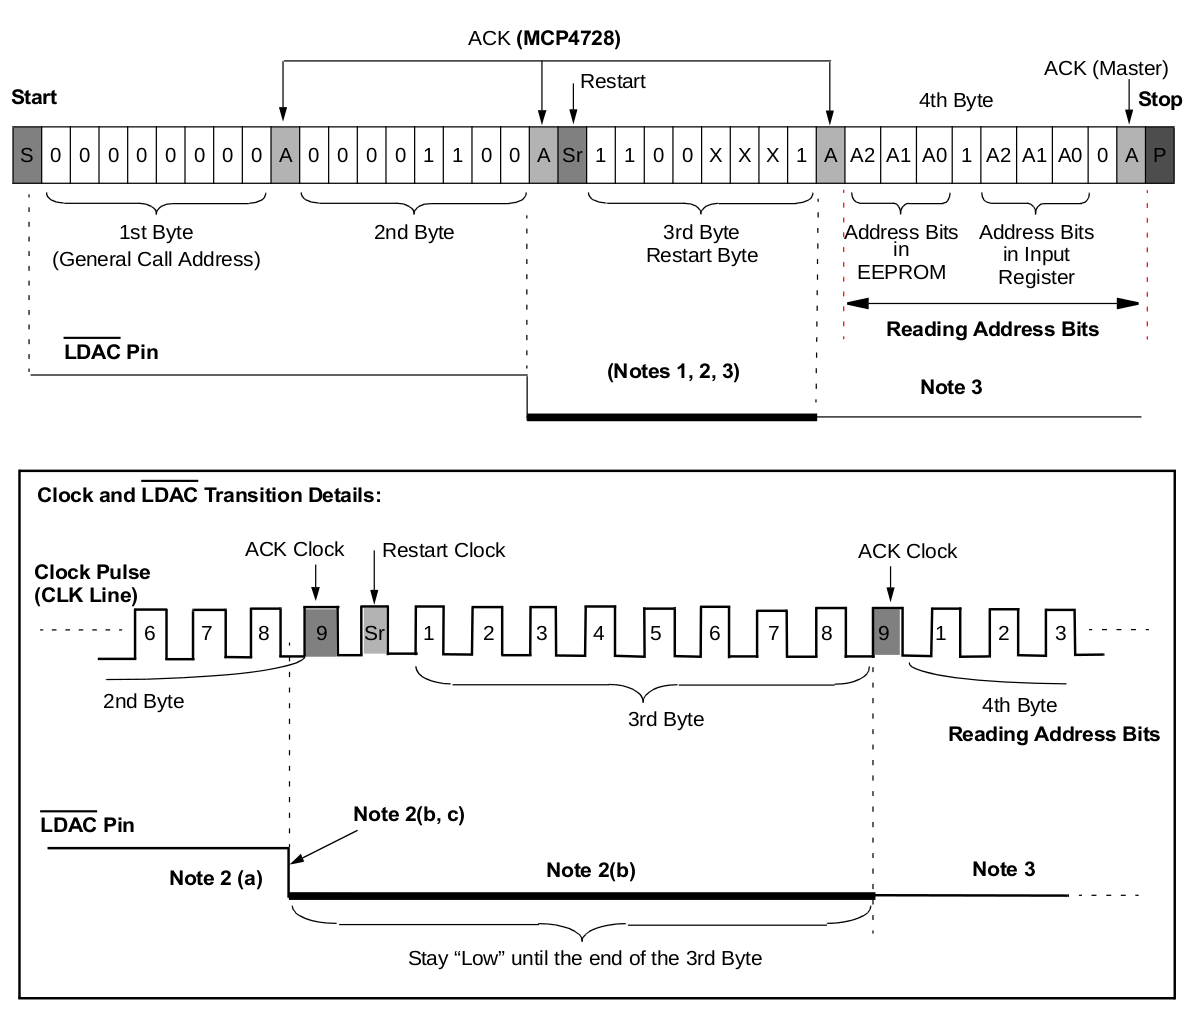 ACK (MCP4728)
Restart
ACK (Master)
Start
4th Byte
Stop
S 0 0 0 0 0 0 0 0 A 0 0 0 0 1 1 0 0 A Sr 1 1 0 0 X X X 1 A A2 A1 A0 1 A2 A1 A0 0 A P
1st Byte
(General Call Address)
2nd Byte
3rd Byte
Restart Byte
Address Bits
in
EEPROM
Address Bits
in Input
Register
Reading Address Bits
LDAC Pin
(Notes 1, 2, 3)
Note 3
Clock and LDAC Transition Details:
ACK Clock
Restart Clock
ACK Clock
Clock Pulse
(CLK Line)
6 7 8 9 Sr 1 2 3 4 5 6 7 8 9 1 2 3
2nd Byte
3rd Byte
4th Byte
Reading Address Bits
LDAC Pin
Note 2(b, c)
Note 2 (a)
Note 2(b)
Note 3
Stay “Low” until the end of the 3rd Byte